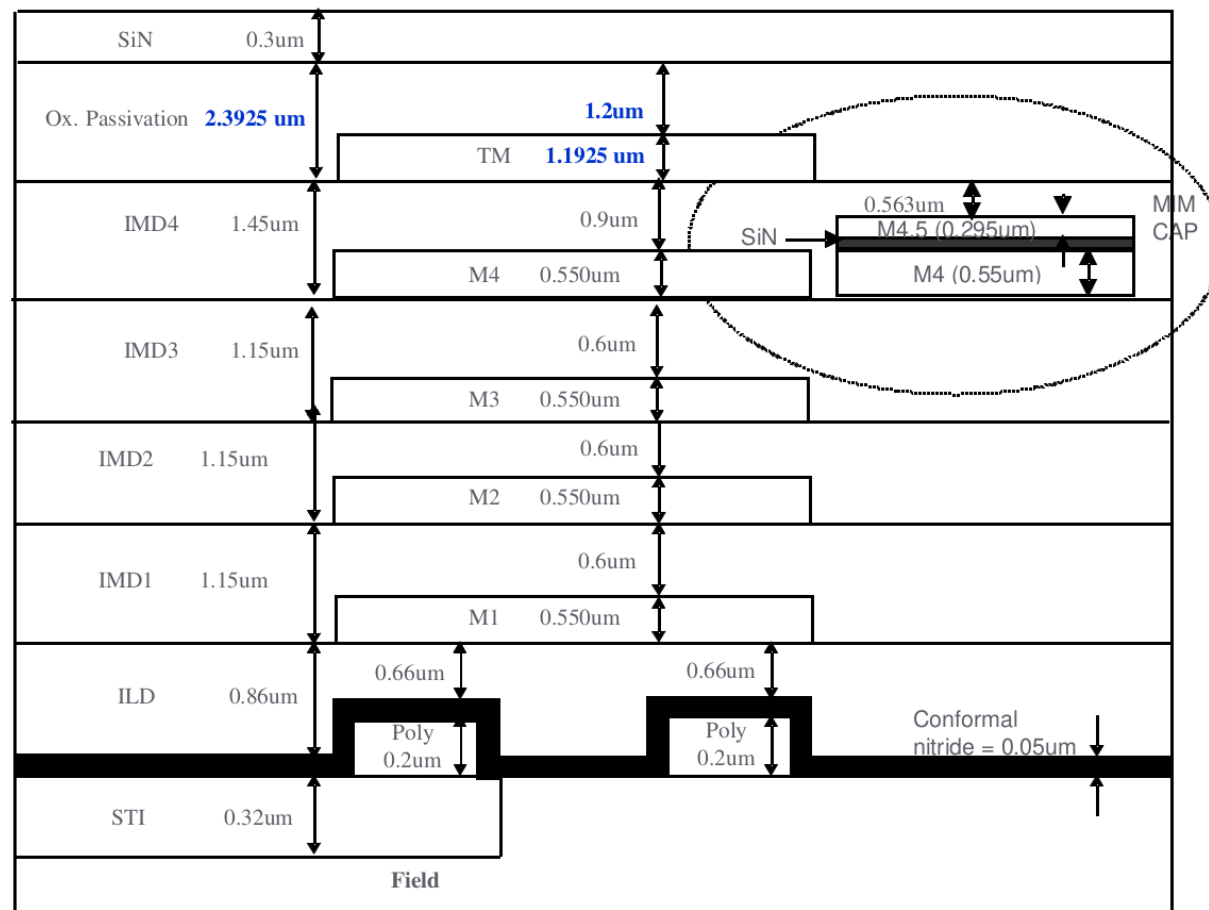 SiN 0.3um
Ox. Passivation 2.3925 um
1.2um
TM 1.1925 um
IMD4 1.45um
0.9um
M4 0.550um
0.563um
MIM
CAP
SiN
M4.5 (0.295um)
M4 (0.55um)
IMD3 1.15um
0.6um
M3 0.550um
IMD2 1.15um
0.6um
M2 0.550um
IMD1 1.15um
0.6um
M1 0.550um
ILD 0.86um
0.66um
0.66um
Poly
0.2um
Poly
0.2um
Conformal
nitride = 0.05um
STI 0.32um
Field